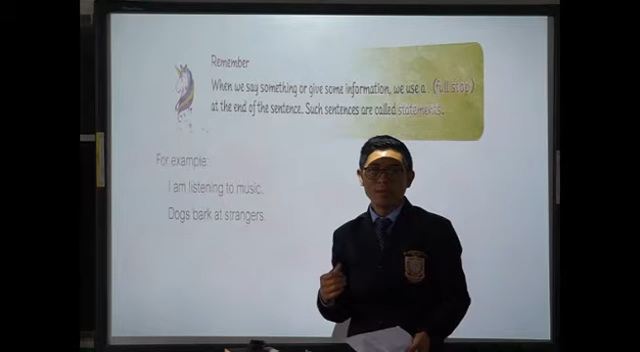 Remember
When we say something or give some information, we use a . (full stop)
at the end of the sentence. Such sentences are called statements.
For example:
I am listening to music.
Dogs bark at strangers.